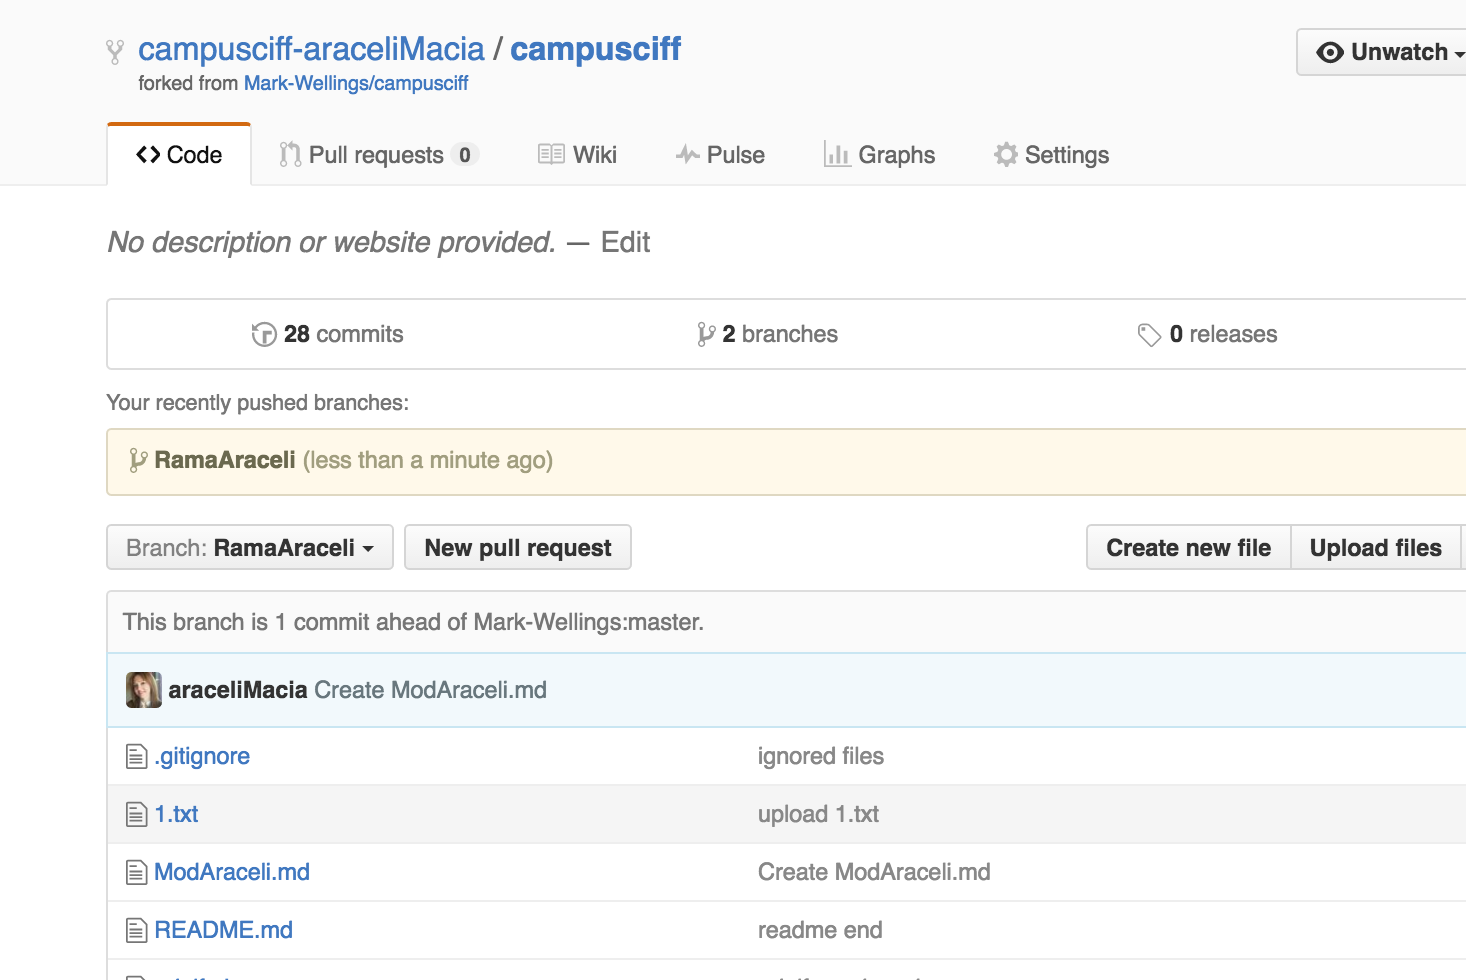 campusciff-araceliMacia / campusciff
Unwatch
forked from Mark-Wellings/campusciff
Code Pull requests 0 Wiki Pulse Graphs Settings
No description or website provided. — Edit
28 commits 2 branches 0 releases
Your recently pushed branches:
RamaAraceli (less than a minute ago)
Branch: RamaAraceli New pull request Create new file Upload files
This branch is 1 commit ahead of Mark-Wellings:master.
araceliMacia Create ModAraceli.md
.gitignore ignored files
1.txt upload 1.txt
ModAraceli.md Create ModAraceli.md
README.md readme end